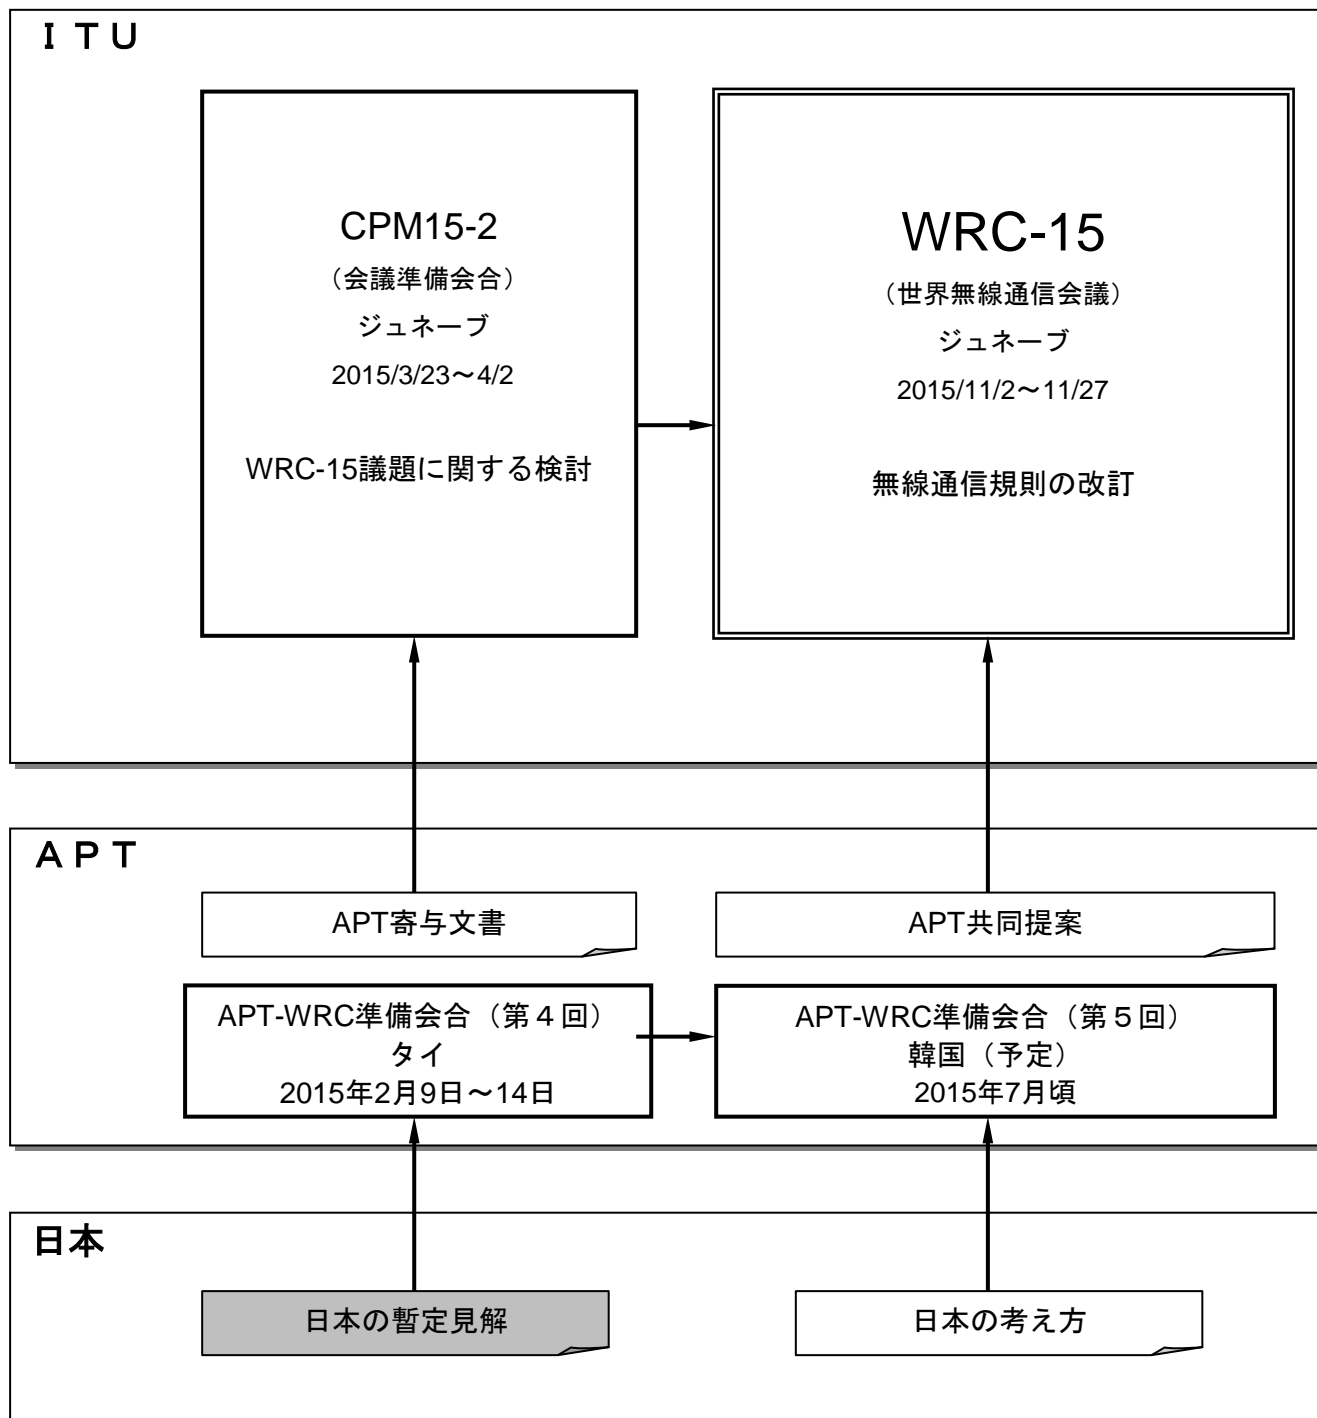 ＩＴＵ
CPM15-2
（会議準備会合）
ジュネーブ
2015/3/23～4/2
WRC-15議題に関する検討
WRC-15
（世界無線通信会議）
ジュネーブ
2015/11/2～11/27
無線通信規則の改訂
ＡＰＴ
APT寄与文書
APT共同提案
APT-WRC準備会合（第４回）
タイ
2015年2月9日～14日
APT-WRC準備会合（第５回）
韓国（予定）
2015年7月頃
日本
日本の暫定見解
日本の考え方